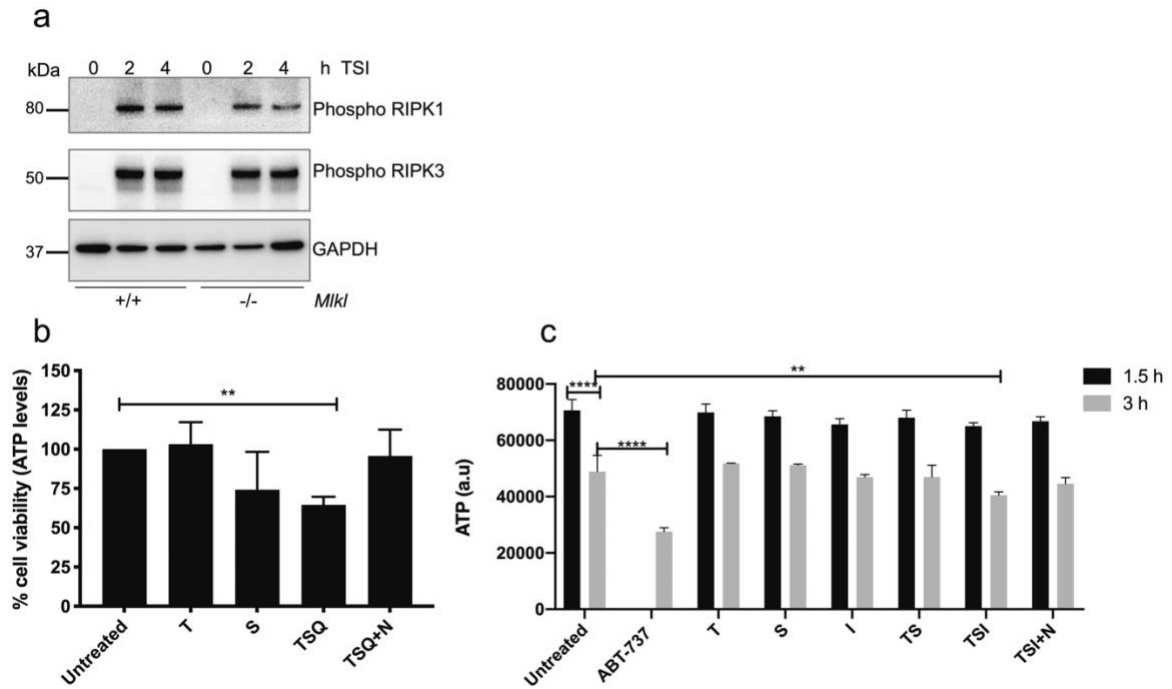 a
kDa 0 2 4 0 2 4 h TSI
80 Phospho RIPK1
50 Phospho RIPK3
37 GAPDH
+/+ -/- Mlkl
b
% cell viability (ATP levels)
150
125
100
75
50
25
0
**
Untreated T S TSQ TSQ+N
c
ATP (a.u)
80000
60000
40000
20000
0
****
****
**
1.5 h
3 h
Untreated ABT-737 T S I TS TSI TSI+N